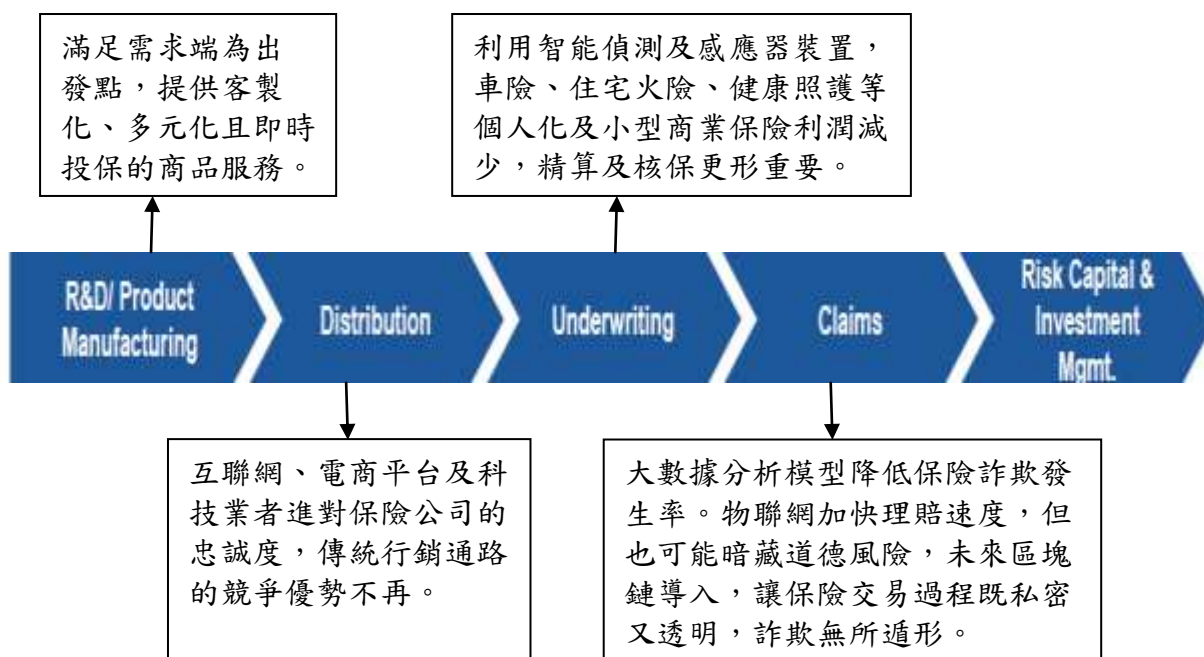 滿足需求端為出
發點，提供客製
化、多元化且即時
投保的商品服務。
利用智能偵測及感應器裝置，
車險、住宅火險、健康照護等
個人化及小型商業保險利潤減
少，精算及核保更形重要。
R&D/ Product
Manufacturing
Distribution
Underwriting
Claims
Risk Capital &
Investment
Mgmt.
互聯網、電商平台及科
技業者進對保險公司的
忠誠度，傳統行銷通路
的競爭優勢不再。
大數據分析模型降低保險詐欺發
生率。物聯網加快理賠速度，但
也可能暗藏道德風險，未來區塊
鏈導入，讓保險交易過程既私密
又透明，詐欺無所遁形。